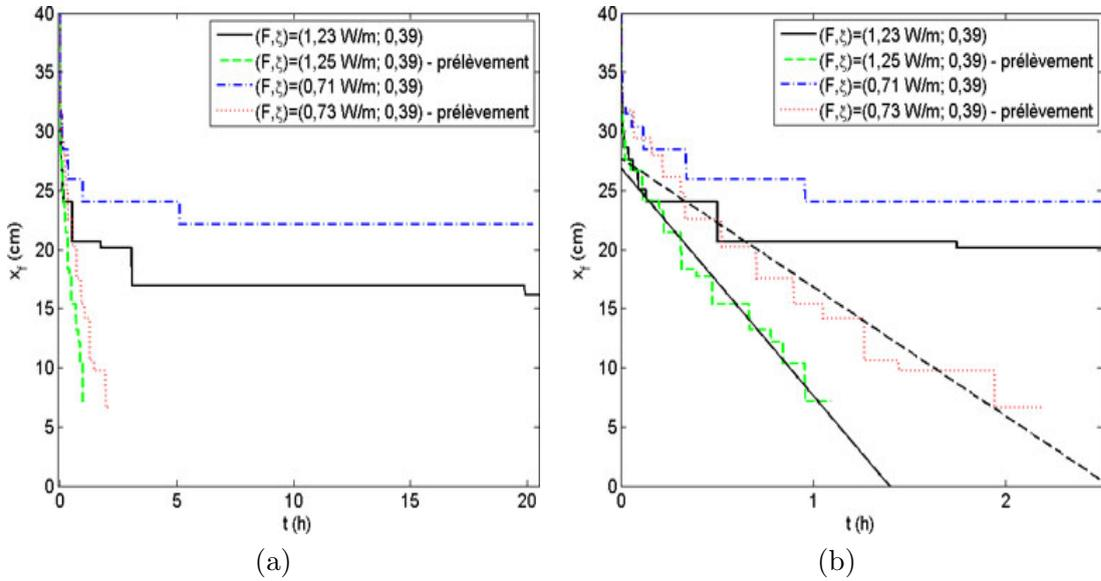 40
35
30
25
20
15
10
5
0
x_f (cm)
0 5 10 15 20
t (h)
(F,ξ)=(1,23 W/m; 0,39)
(F,ξ)=(1,25 W/m; 0,39) - prélèvement
(F,ξ)=(0,71 W/m; 0,39)
(F,ξ)=(0,73 W/m; 0,39) - prélèvement
(a)
40
35
30
25
20
15
10
5
0
x_f (cm)
0 1 2
t (h)
(F,ξ)=(1,23 W/m; 0,39)
(F,ξ)=(1,25 W/m; 0,39) - prélèvement
(F,ξ)=(0,71 W/m; 0,39)
(F,ξ)=(0,73 W/m; 0,39) - prélèvement
(b)